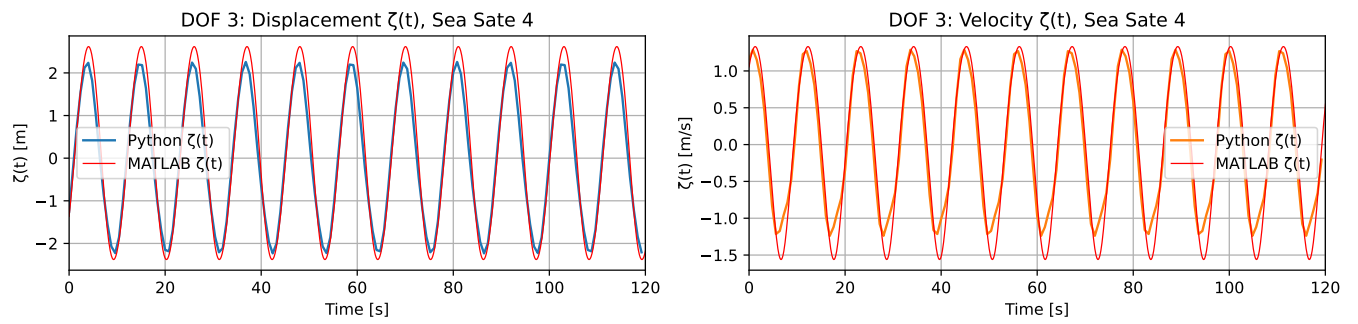 DOF 3: Displacement ζ(t), Sea Sate 4
ζ(t) [m]
2
1
0
−1
−2
Python ζ(t)
MATLAB ζ(t)
0
20
40
60
80
100
120
Time [s]
DOF 3: Velocity ζ̇(t), Sea Sate 4
ζ̇(t) [m/s]
1.0
0.5
0.0
−0.5
−1.0
−1.5
Python ζ̇(t)
MATLAB ζ̇(t)
0
20
40
60
80
100
120
Time [s]